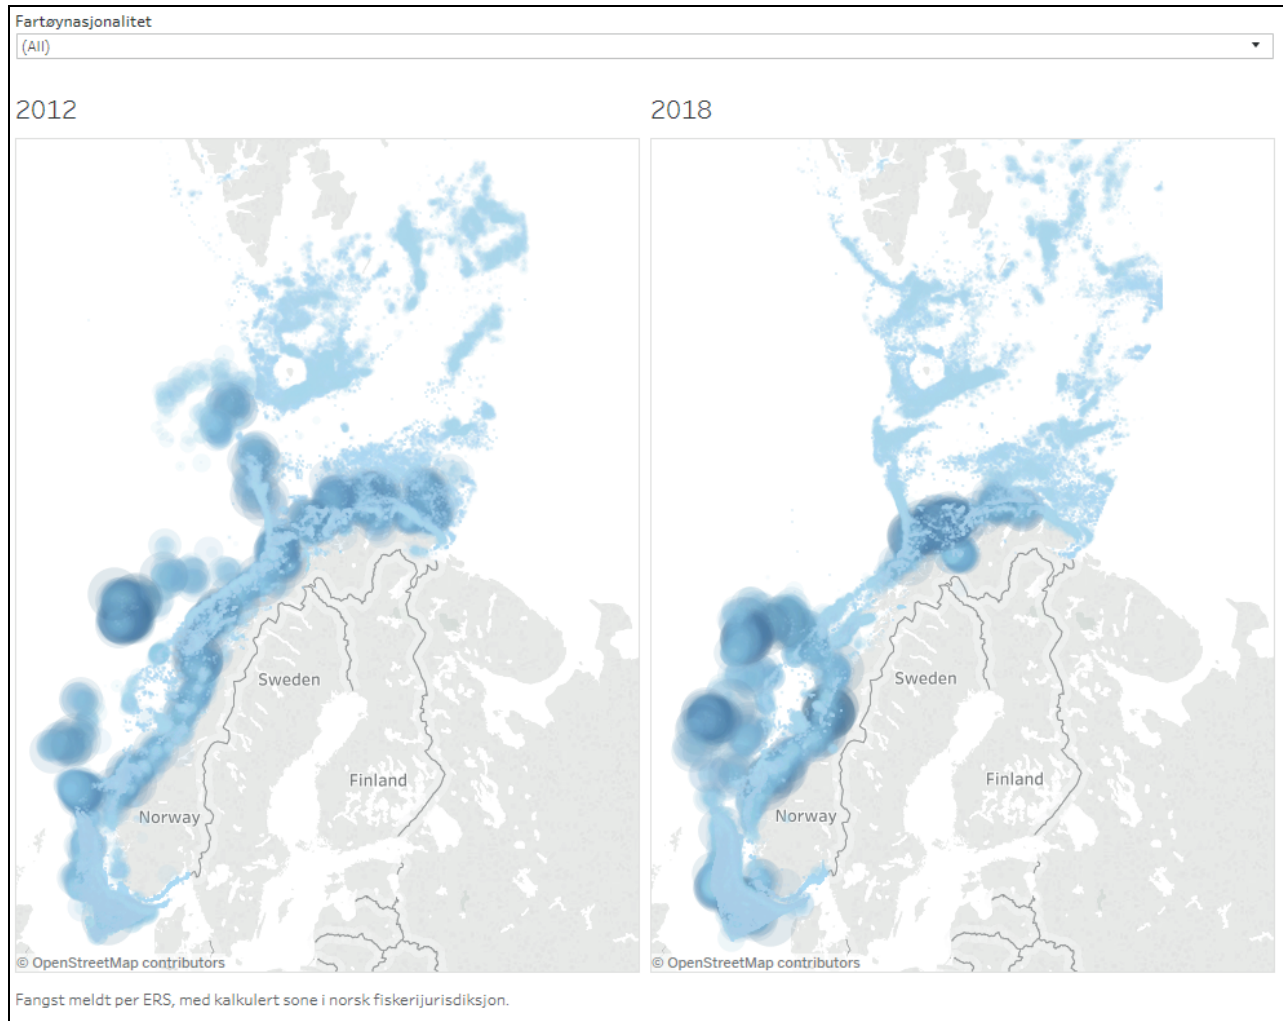 Fartøynasjonalitet
(All)
2012
2018
Sweden
Finland
Norway
© OpenStreetMap contributors
Sweden
Finland
Norway
© OpenStreetMap contributors
Fangst meldt per ERS, med kalkulert sone i norsk fiskerijurisdiksjon.